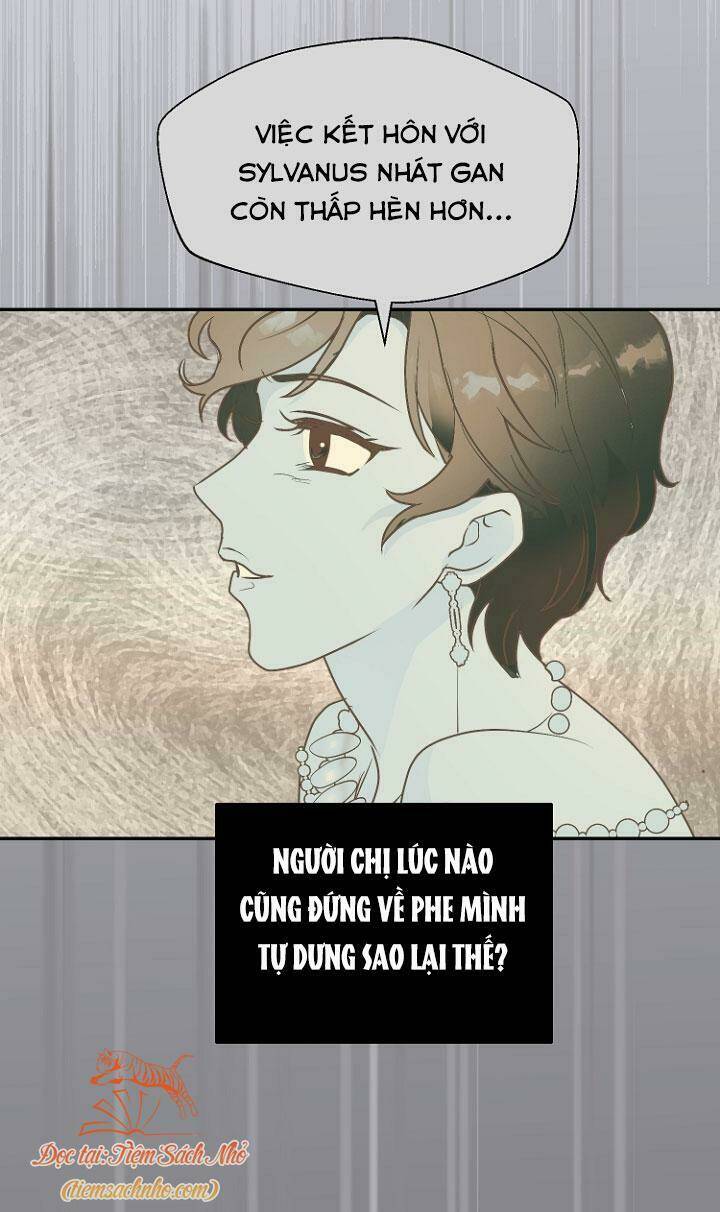 VIỆC KẾT HÔN VỚI
SYLVANUS NHÁT GAN
CÒN THẤP HÈN HƠN...
NGƯỜI CHỊ LÚC NÀO
CŨNG ĐỨNG VỀ PHE MÌNH
TỰ DƯNG SAO LẠI THẾ?
Đọc tại: Tiệm Sách Nhỏ
(tiemsachnho.com)